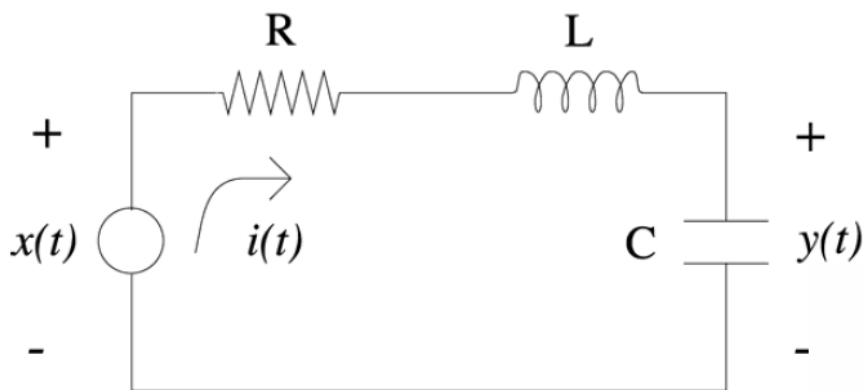 R L
+ +
x(t) i(t) C y(t)
- -